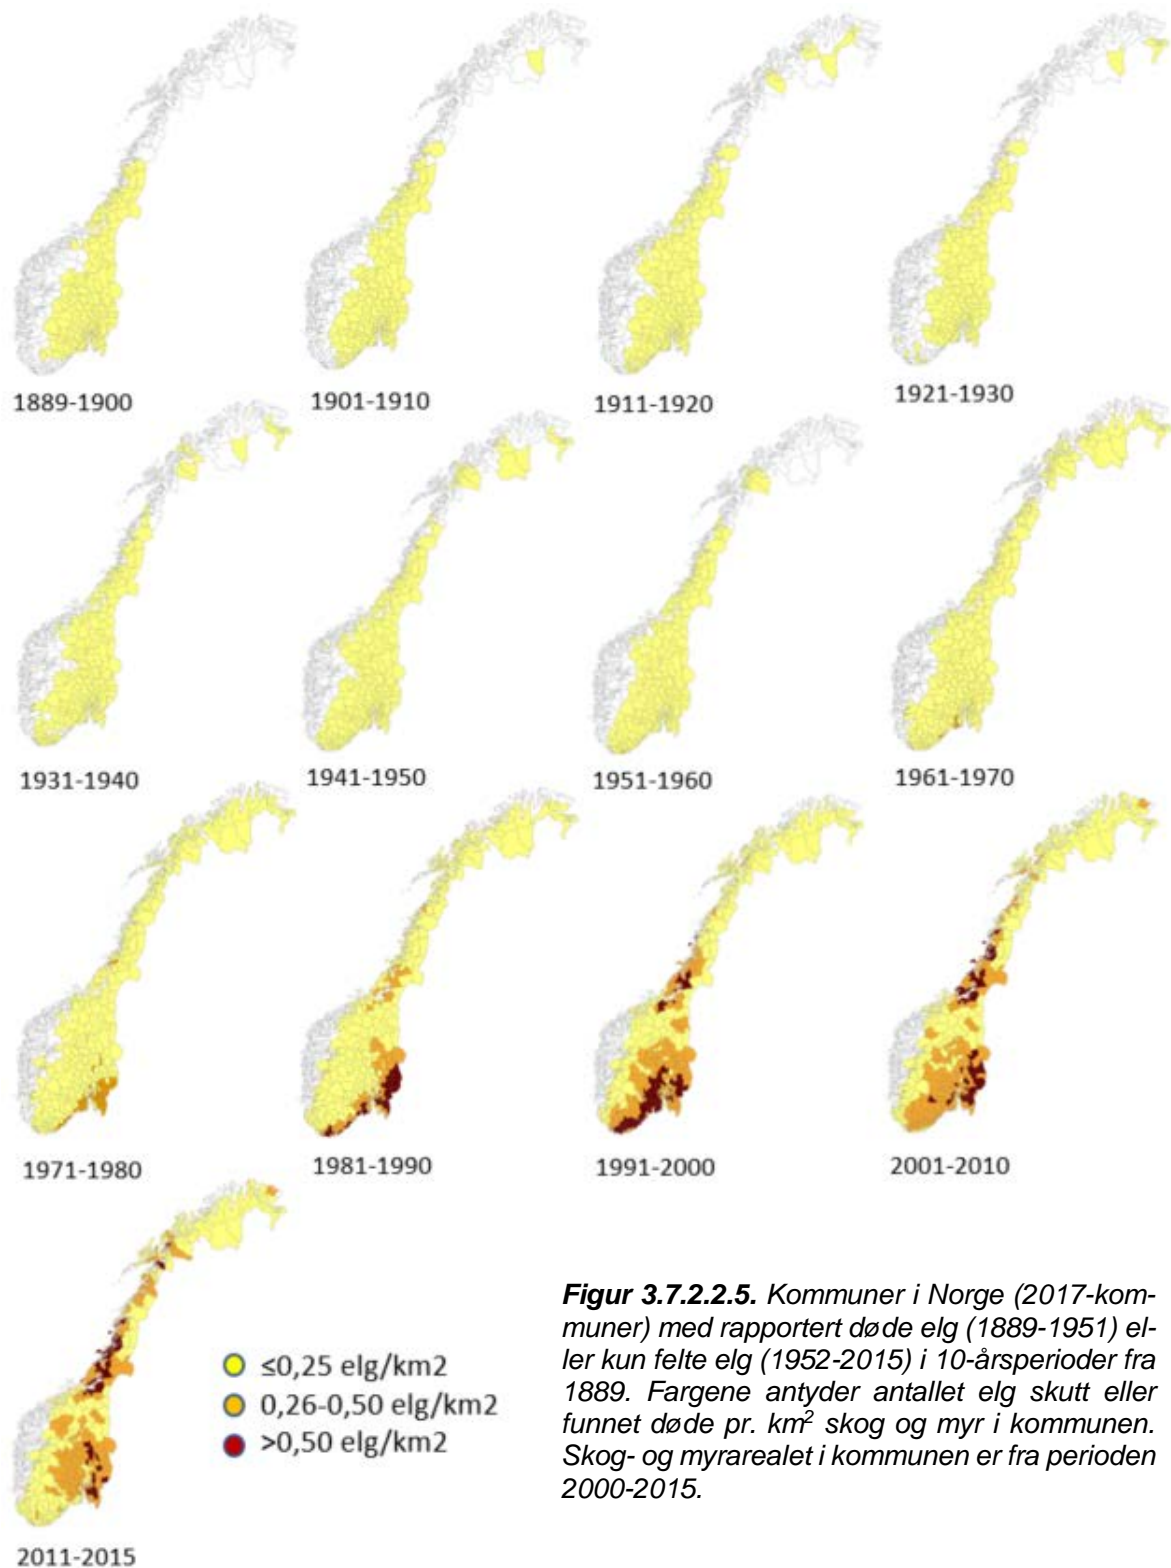 1889-1900
1901-1910
1911-1920
1921-1930
1931-1940
1941-1950
1951-1960
1961-1970
1971-1980
1981-1990
1991-2000
2001-2010
≤0,25 elg/km2
0,26-0,50 elg/km2
>0,50 elg/km2
2011-2015
Figur 3.7.2.2.5. Kommuner i Norge (2017-kom-
muner) med rapportert døde elg (1889-1951) el-
ler kun felte elg (1952-2015) i 10-årsperioder fra
1889. Fargene antyder antallet elg skutt eller
funnet døde pr. km² skog og myr i kommunen.
Skog- og myrarealet i kommunen er fra perioden
2000-2015.